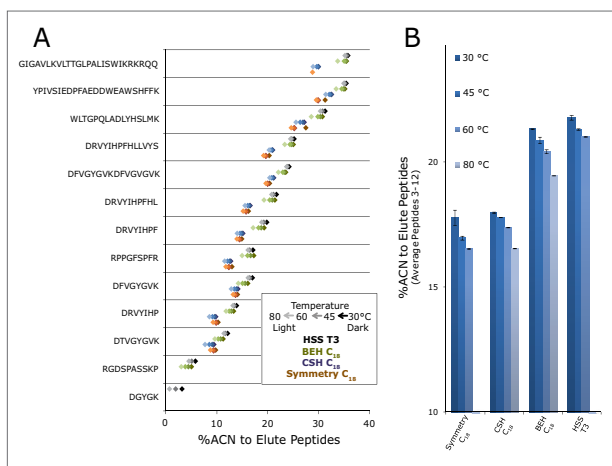 A
GIGAVLKVLTTGLPALISWIKRKRQQ
YPIVSIEDPFAEDDWEAWSHFFK
WLTGPQLADLYHSLMK
DRVYIHPFHLLVYS
DFVGYGVKDFVGVGVK
DRVYIHPFHL
DRVYIHPF
RPPGFSPFR
DFVGYGVK
DRVYIHP
DTVGYGVK
RGDSPASSKP
DGYGK
0 10 20 30 40
%ACN to Elute Peptides
Temperature
80 60 45 30°C
Light Dark
HSS T3
BEH C18
CSH C18
Symmetry C18
B
30 °C
45 °C
60 °C
80 °C
%ACN to Elute Peptides
(Average Peptides 3–12)
20
15
10
Symmetry
C18
CSH
C18
BEH
C18
HSS
T3